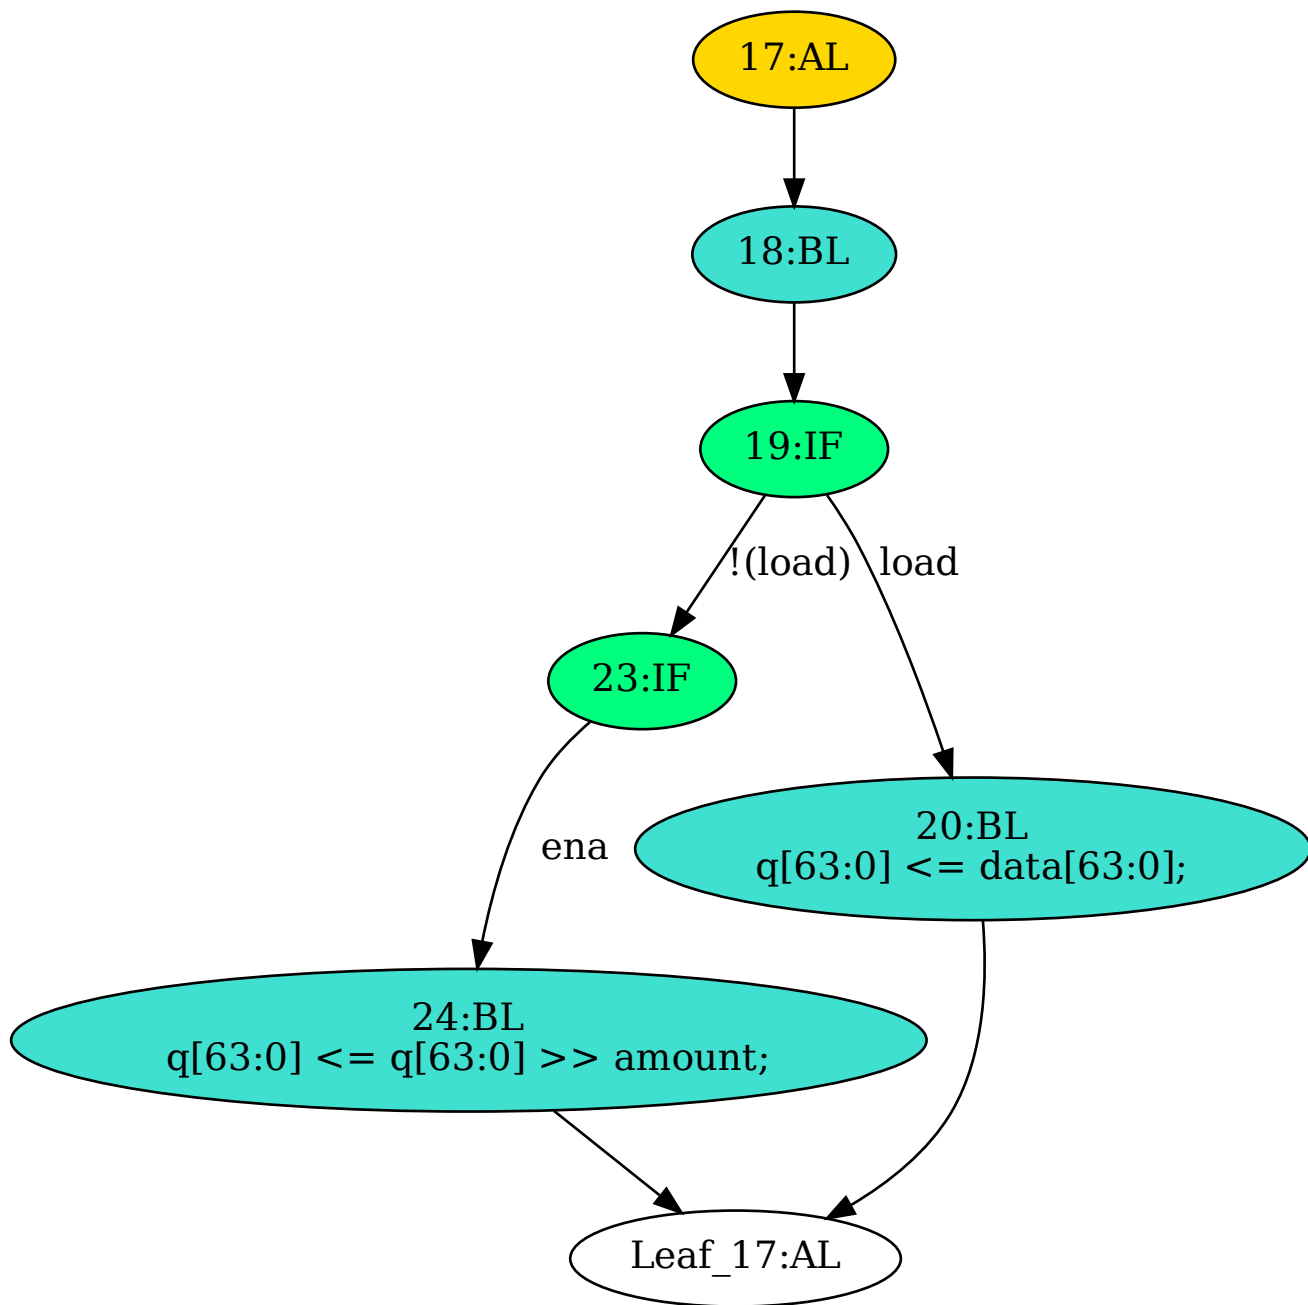 17:AL
18:BL
19:IF
!(load)
load
23:IF
ena
20:BL
q[63:0] <= data[63:0];
24:BL
q[63:0] <= q[63:0] >> amount;
Leaf_17:AL